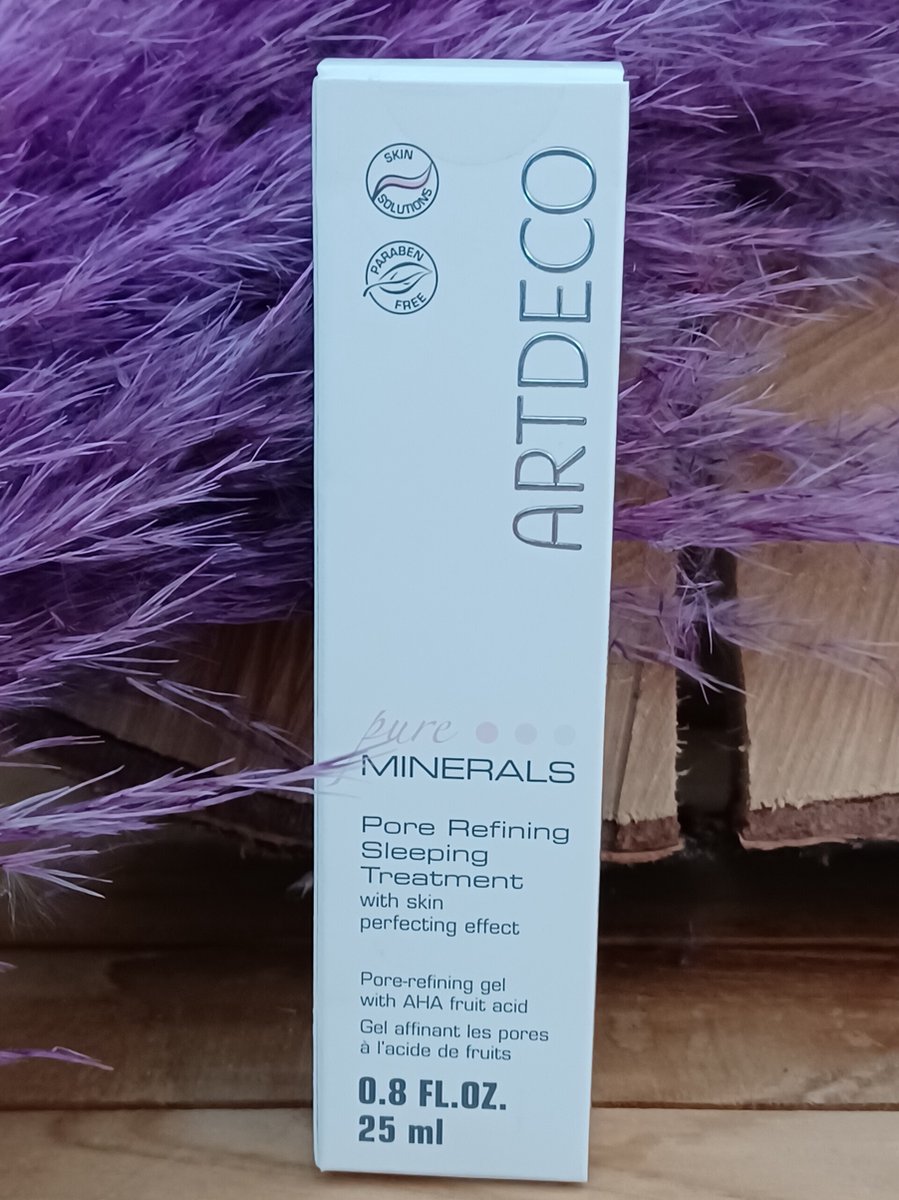 SKIN
SOLUTIONS
PARABEN
FREE
ARTDECO
pure
MINERALS
Pore Refining
Sleeping
Treatment
with skin
perfecting effect
Pore-refining gel
with AHA fruit acid
Gel affinant les pores
à l'acide de fruits
0.8 FL.OZ.
25 ml